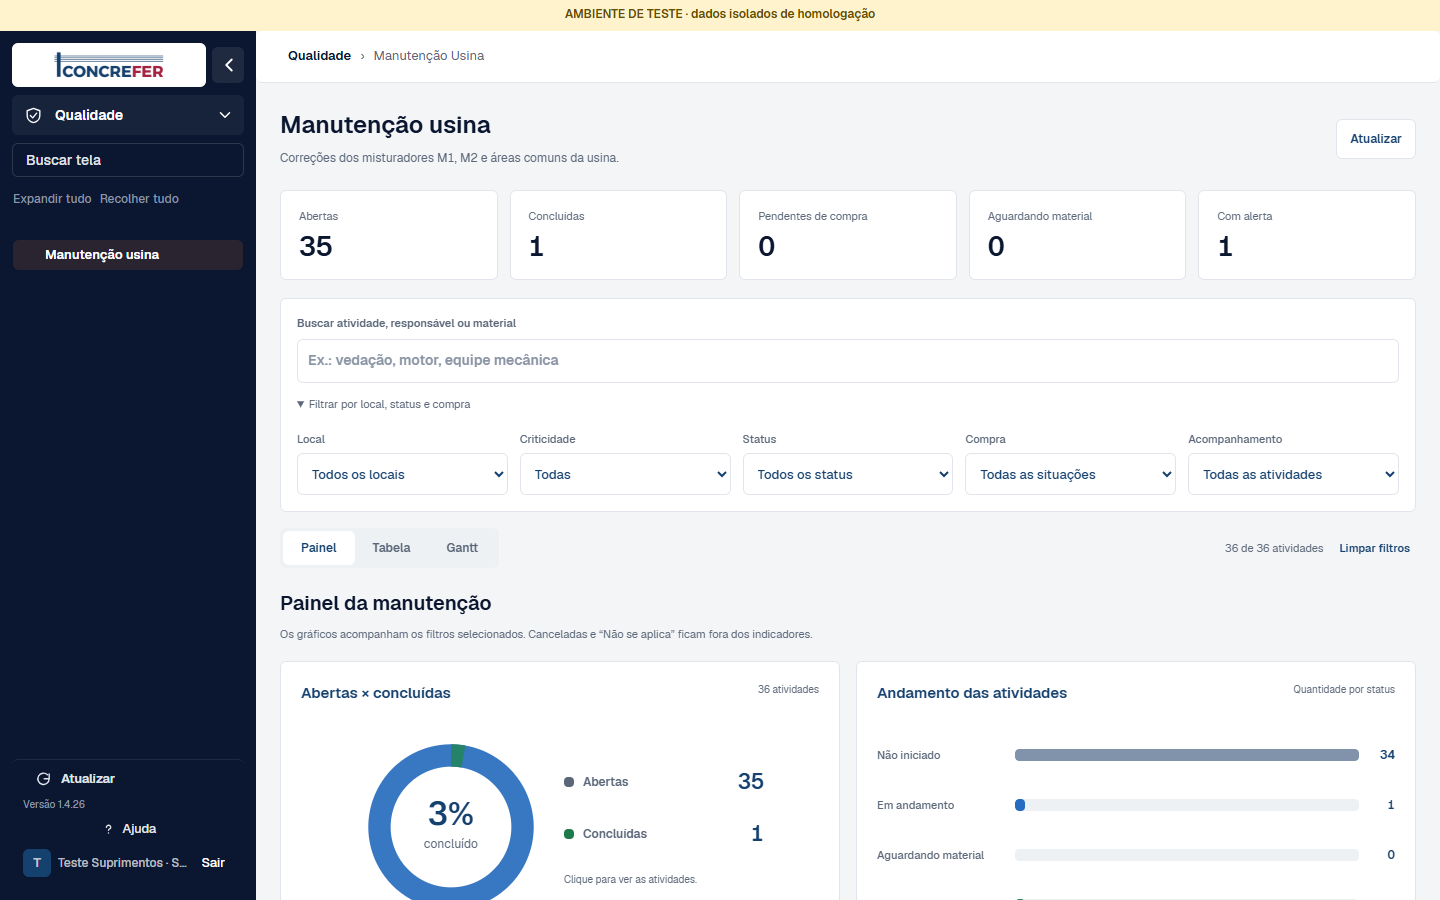 AMBIENTE DE TESTE · dados isolados de homologação
CONCREFER
Qualidade
Buscar tela
Expandir tudo Recolher tudo
Manutenção usina
Atualizar
Versão 1.4.26
? Ajuda
T Teste Suprimentos · S... Sair
Qualidade › Manutenção Usina
Manutenção usina
Correções dos misturadores M1, M2 e áreas comuns da usina.
Atualizar
Abertas
35
Concluidas
1
Pendentes de compra
0
Aguardando material
0
Com alerta
1
Buscar atividade, responsável ou material
Ex.: vedação, motor, equipe mecânica
▼ Filtrar por local, status e compra
Local
Todos os locais
Criticidade
Todas
Status
Todos os status
Compra
Todas as situações
Acompanhamento
Todas as atividades
Painel Tabela Gantt
36 de 36 atividades Limpar filtros
Painel da manutenção
Os gráficos acompanham os filtros selecionados. Canceladas e “Não se aplica” ficam fora dos indicadores.
Abertas × concluídas
36 atividades
3%
concluído
Abertas 35
Concluídas 1
Clique para ver as atividades.
Andamento das atividades
Quantidade por status
Não iniciado 34
Em andamento 1
Aguardando material 0